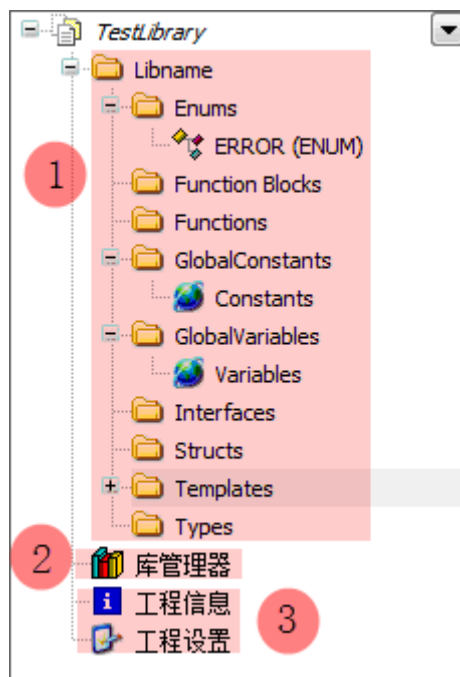 TestLibrary
Libname
Enums
ERROR (ENUM)
1
Function Blocks
Functions
GlobalConstants
Constants
GlobalVariables
Variables
Interfaces
Structs
Templates
Types
2
库管理器
工程信息
3
工程设置